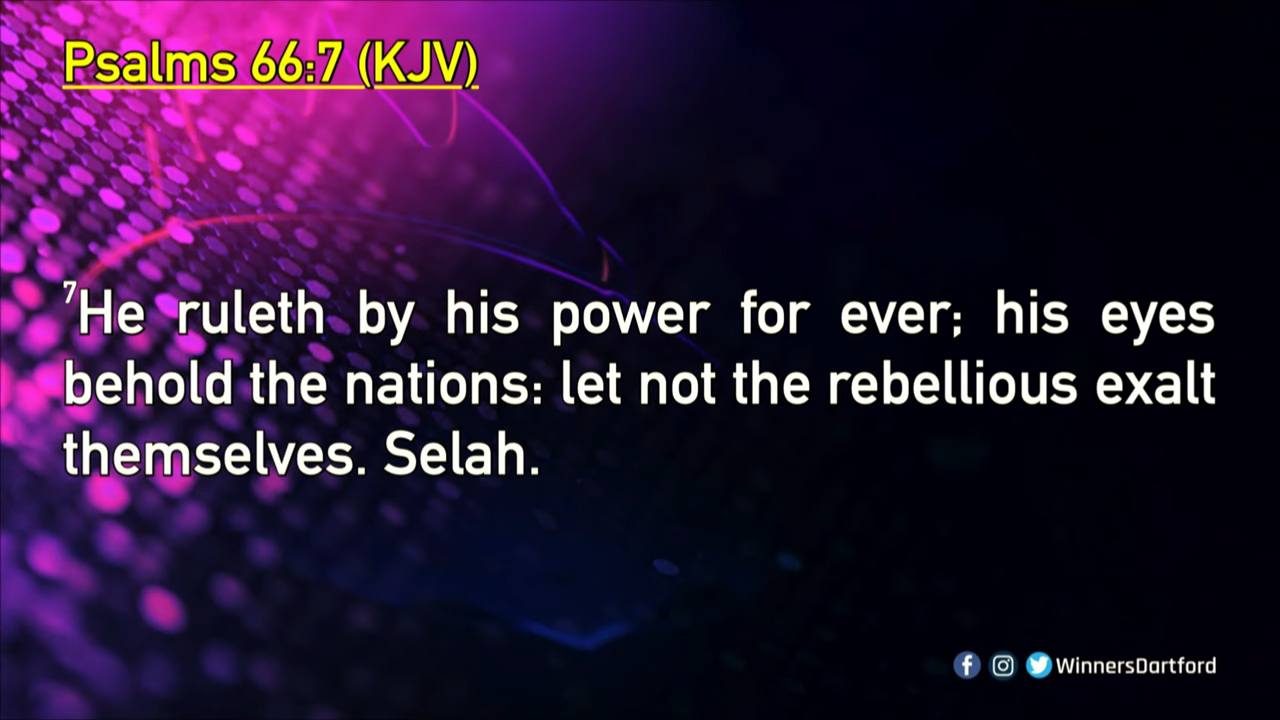 Psalms 66:7 (KJV)
7He ruleth by his power for ever; his eyes
behold the nations: let not the rebellious exalt
themselves. Selah.
WinnersDartford